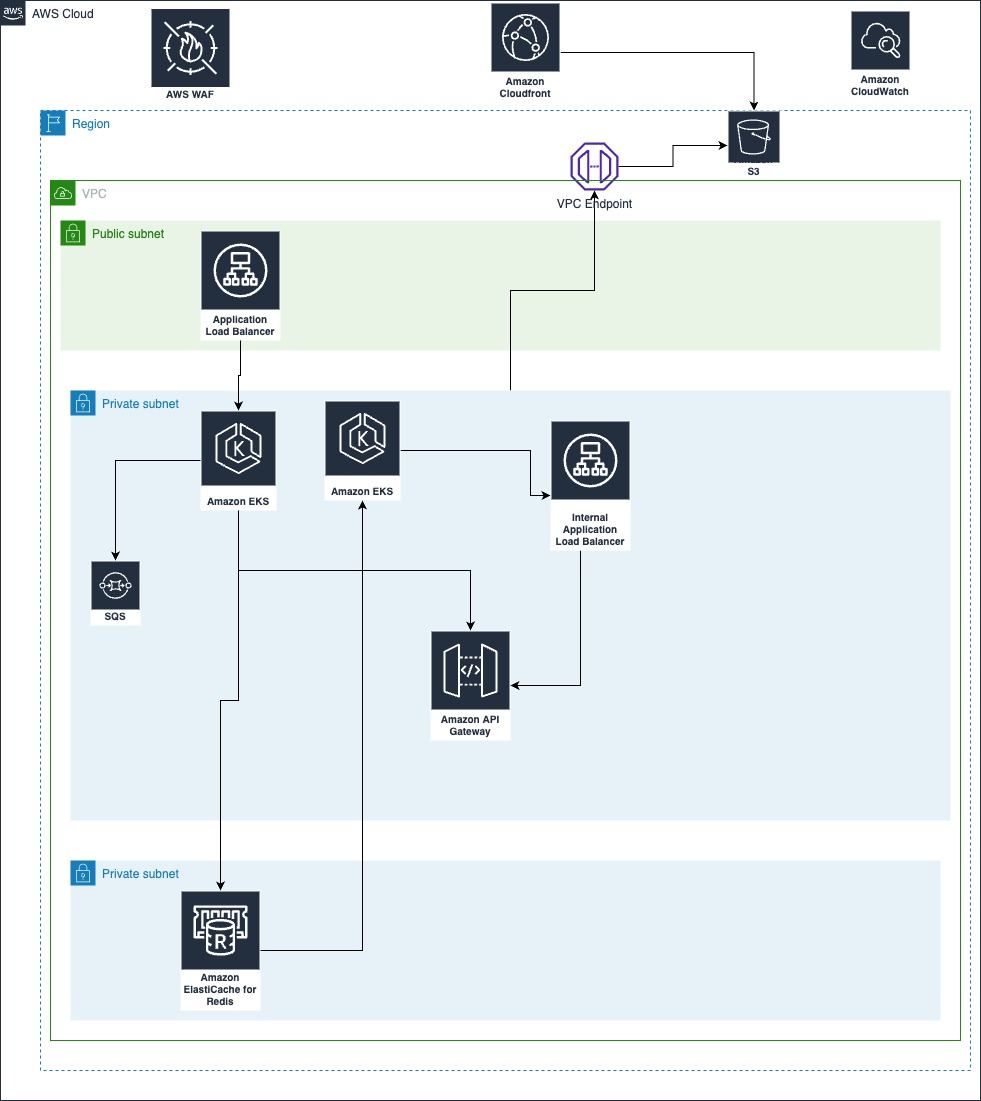 aws
AWS Cloud
AWS WAF
Amazon
Cloudfront
Amazon
CloudWatch
Region
S3
VPC
VPC Endpoint
Public subnet
Application
Load Balancer
Private subnet
K
Amazon EKS
K
Amazon EKS
Internal
Application
Load Balancer
SQS
</>
Amazon API
Gateway
Private subnet
R
Amazon
ElastiCache for
Redis